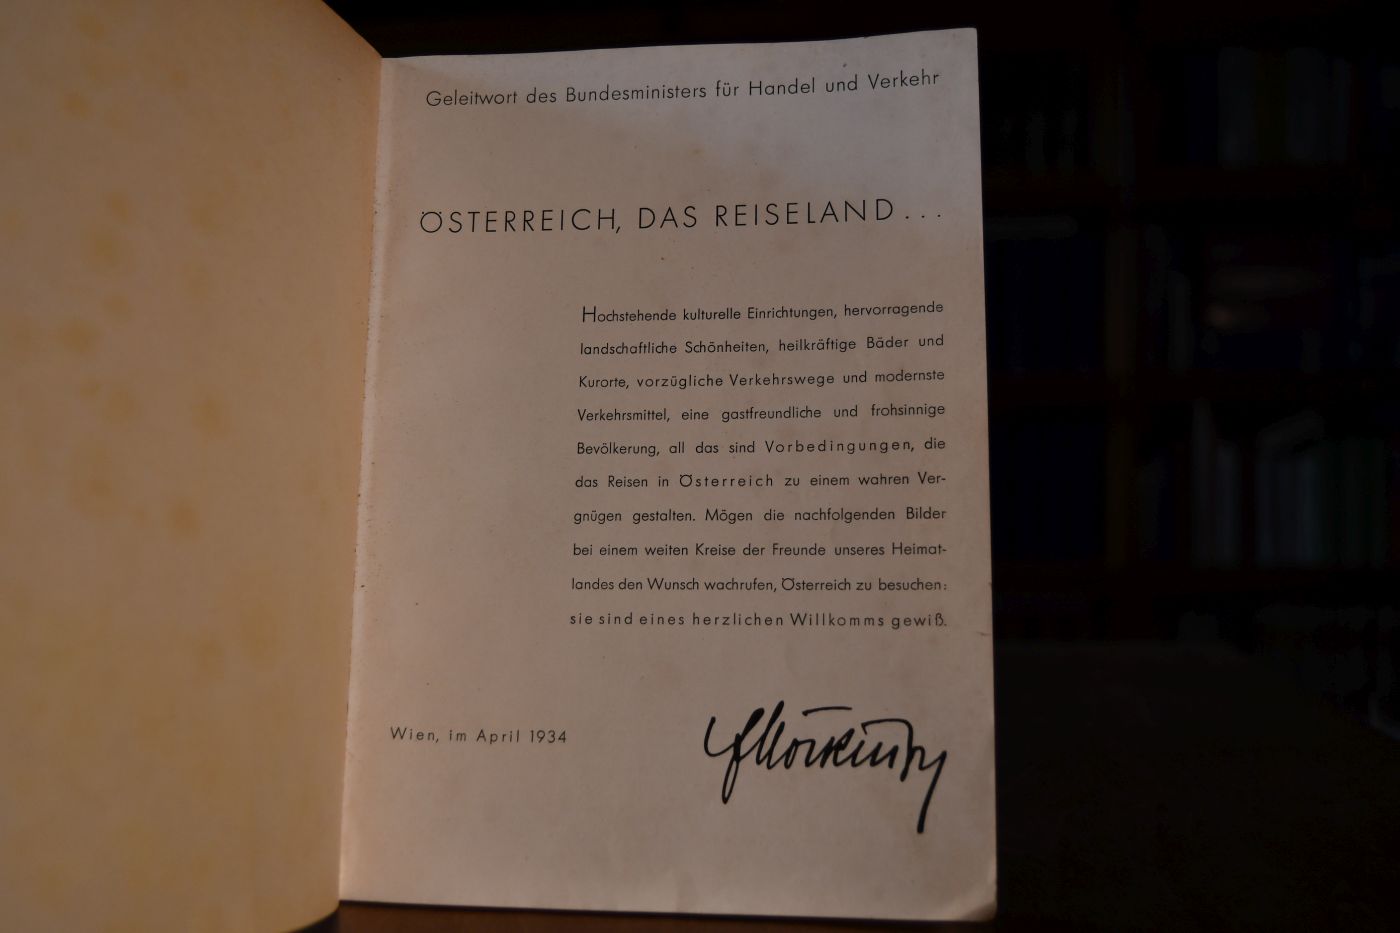 Geleitwort des Bundesministers für Handel und Verkehr
ÖSTERREICH, DAS REISELAND...
Hochstehende kulturelle Einrichtungen, hervorragende
landschaftliche Schönheiten, heilkräftige Bäder und
Kurorte, vorzügliche Verkehrswege und modernste
Verkehrsmittel, eine gastfreundliche und frohsinnige
Bevölkerung, all das sind Vorbedingungen, die
das Reisen in Österreich zu einem wahren Ver-
gnügen gestalten. Mögen die nachfolgenden Bilder
bei einem weiten Kreise der Freunde unseres Heimat-
landes den Wunsch wachrufen, Österreich zu besuchen:
sie sind eines herzlichen Willkomms gewiß.
Wien, im April 1934